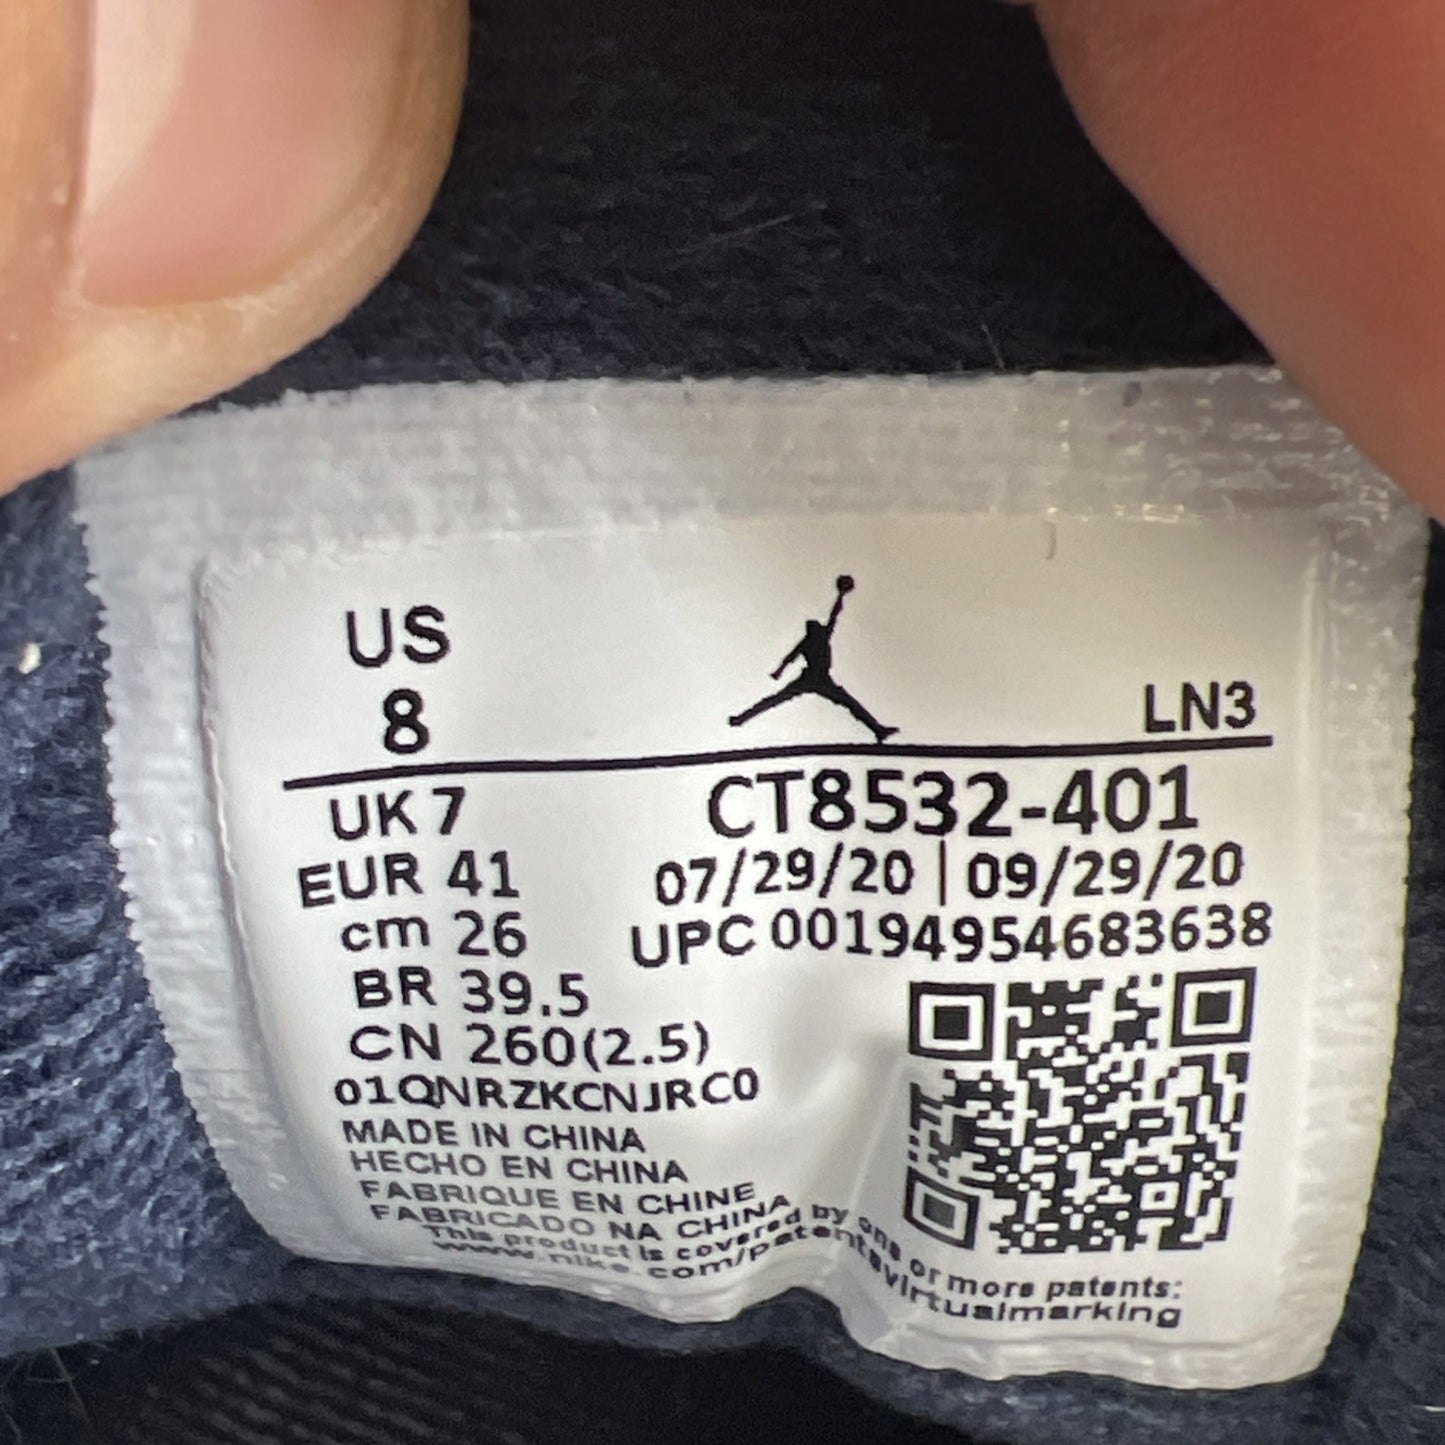 US
8
LN3
UK 7
CT8532-401
EUR 41
07/29/20 | 09/29/20
cm 26
UPC 00194954683638
BR 39.5
CN 260(2.5)
01QNRZKCNJRC0
MADE IN CHINA
HECHO EN CHINA
FABRIQUE EN CHINE
FABRICADO NA CHINA
This product is covered by one or more patents:
www.nike.com/patentsvirtualmarking